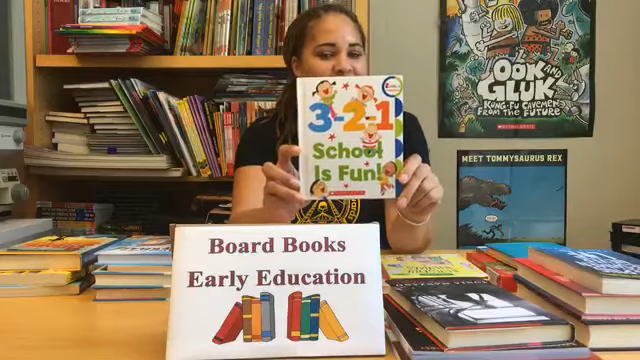 OOK AND
GLUK
KUNG-FU CAVEMEN
FROM THE FUTURE
SCHOLASTIC
3-2-1
School
Is Fun!
SCHOLASTIC
MEET TOMMYSAURUS REX
Board Books
Early Education